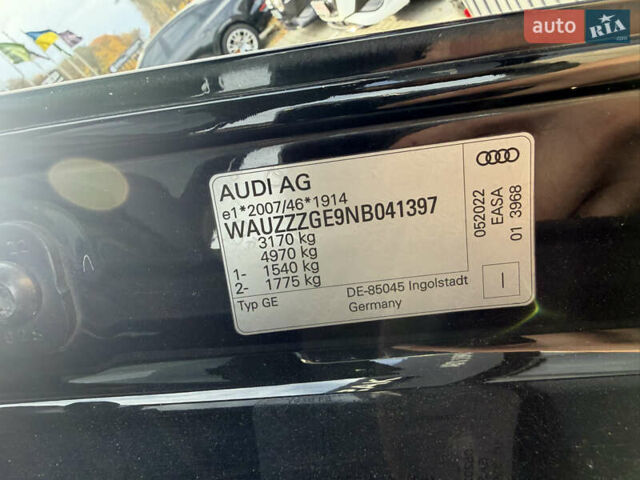 auto RIA .com
AUDI AG
e1*2007/46*1914
WAUZZZGE9NB041397
3170 kg
4970 kg
1- 1540 kg
2- 1775 kg
Typ GE
DE-85045 Ingolstadt
Germany
052022
EASA
01 3968
I